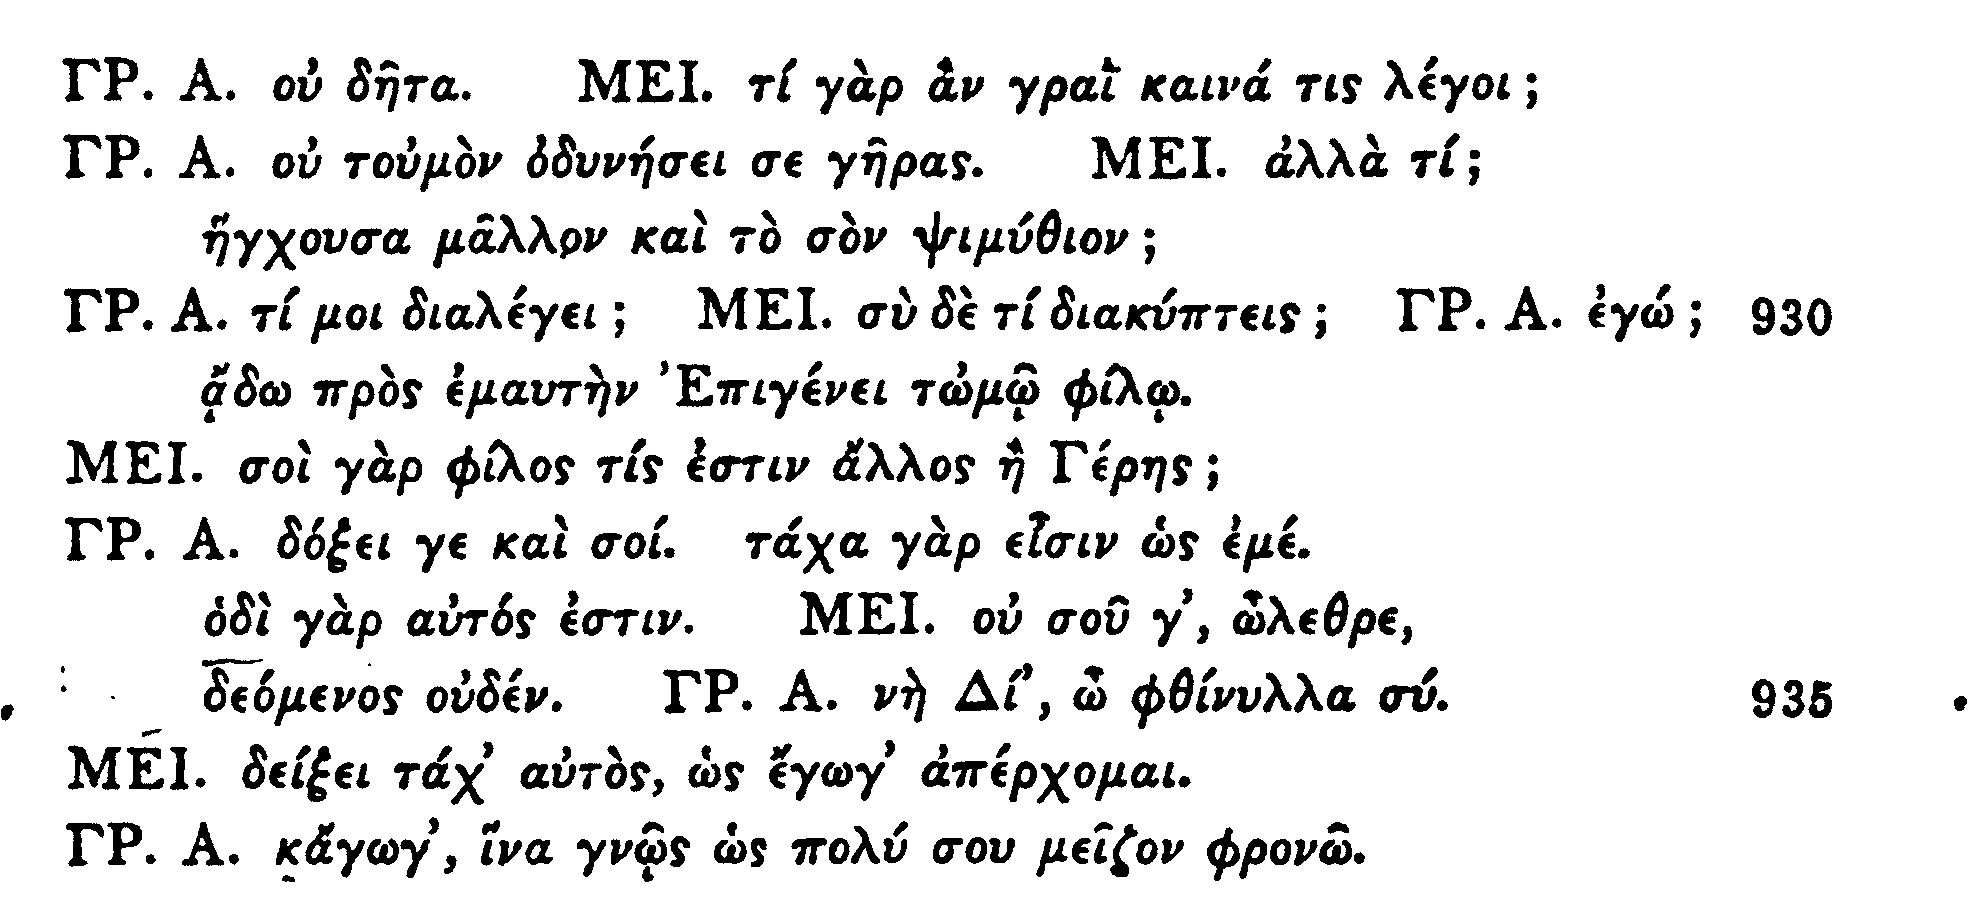 ΓΡ. Α. οὐ δῆτα. ΜΕΙ. τί γὰρ ἂν γραῒ καινά τις λέγοι;
ΓΡ. Α. οὐ τοὐμὸν ὀδυνήσει σε γῆρας. ΜΕΙ. ἀλλὰ τί;
ἤγχουσα μᾶλλον καὶ τὸ σὸν ψιμύθιον;
ΓΡ. Α. τί μοι διαλέγει; ΜΕΙ. σὺ δὲ τί διακύπτεις; ΓΡ. Α. ἐγώ; 930
ᾄδω πρὸς ἐμαυτὴν Ἐπιγένει τὠμῷ φίλῳ.
ΜΕΙ. σοὶ γὰρ φίλος τίς ἐστιν ἄλλος ἢ Γέρης;
ΓΡ. Α. δόξει γε καὶ σοί. τάχα γὰρ εἶσιν ὡς ἐμέ.
ὁδὶ γὰρ αὐτός ἐστιν. ΜΕΙ. οὐ σοῦ γ’, ὦλεθρε,
δεόμενος οὐδέν. ΓΡ. Α. νὴ Δί’, ὦ φθίνυλλα σύ. 935
ΜΕΙ. δείξει τάχ’ αὐτὸς, ὡς ἔγωγ’ ἀπέρχομαι.
ΓΡ. Α. κἄγωγ’, ἵνα γνῷς ὡς πολύ σου μεῖζον φρονῶ.